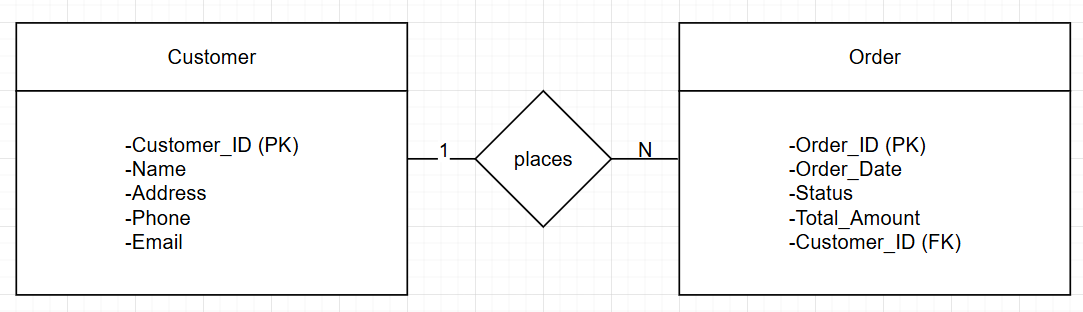 Customer
-Customer_ID (PK)
-Name
-Address
-Phone
-Email
1
places
N
Order
-Order_ID (PK)
-Order_Date
-Status
-Total_Amount
-Customer_ID (FK)